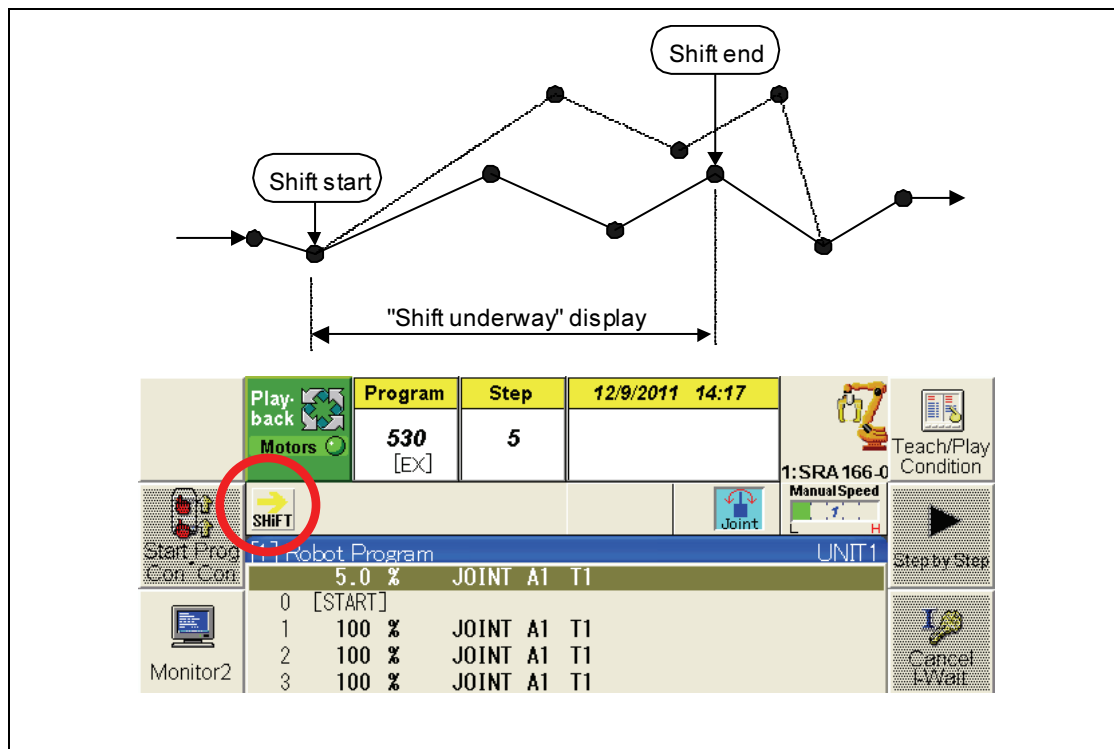 Shift end
Shift start
"Shift underway" display
Play-
back
Motors
Program
530
[EX]
Step
5
12/9/2011 14:17
1:SRA166-0
Teach/Play
Condition
SHiFT
Joint
Manual Speed
1
L H
Start Prog
Con Con
[1] Robot Program UNIT1
Step by Step
5.0 % JOINT A1 T1
0 [START]
1 100 % JOINT A1 T1
2 100 % JOINT A1 T1
3 100 % JOINT A1 T1
Monitor2
I
Cancel
I-Wait